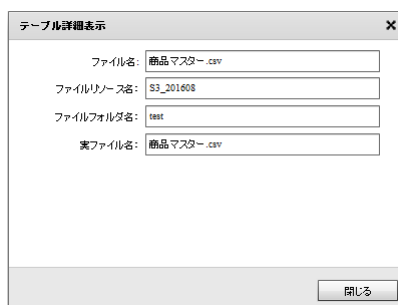 テーブル詳細表示
ファイル名: 商品マスター.csv
ファイルリソース名: S3_201608
ファイルフォルダ名: test
実ファイル名: 商品マスター.csv
閉じる